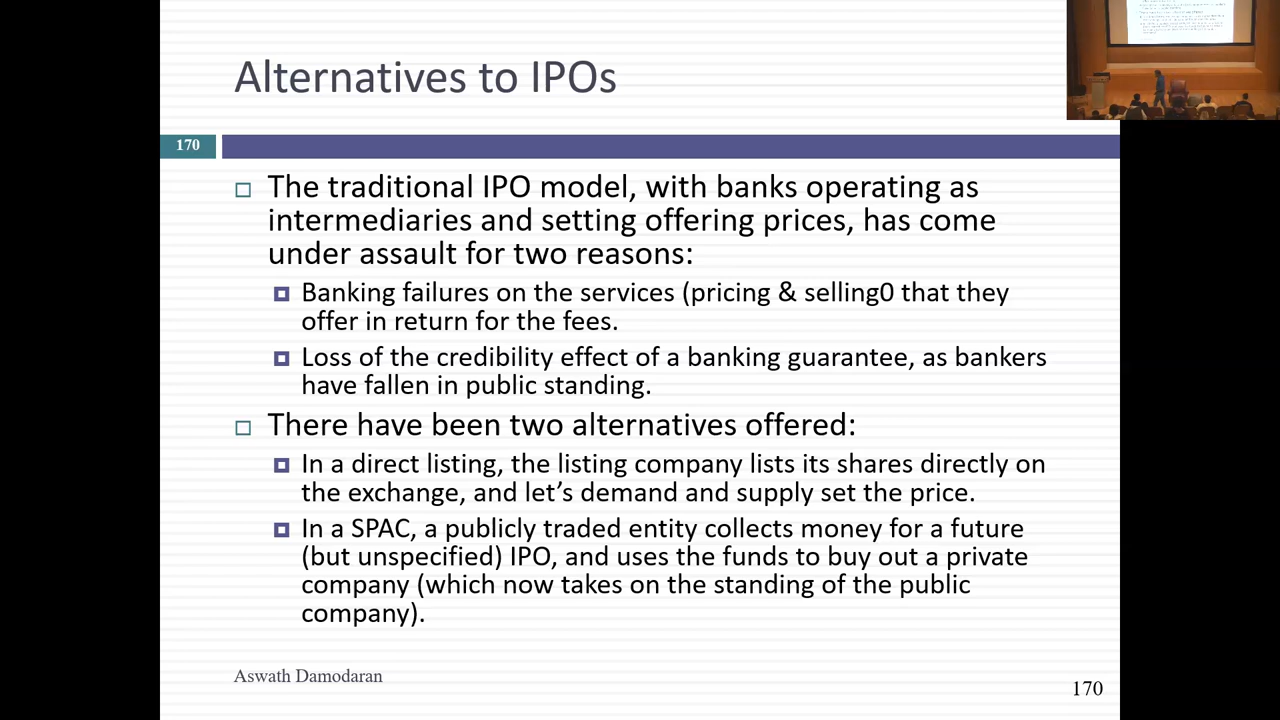 Alternatives to IPOs
170
The traditional IPO model, with banks operating as
intermediaries and setting offering prices, has come
under assault for two reasons:
Banking failures on the services (pricing & selling0 that they
offer in return for the fees.
Loss of the credibility effect of a banking guarantee, as bankers
have fallen in public standing.
There have been two alternatives offered:
In a direct listing, the listing company lists its shares directly on
the exchange, and let’s demand and supply set the price.
In a SPAC, a publicly traded entity collects money for a future
(but unspecified) IPO, and uses the funds to buy out a private
company (which now takes on the standing of the public
company).
Aswath Damodaran
170